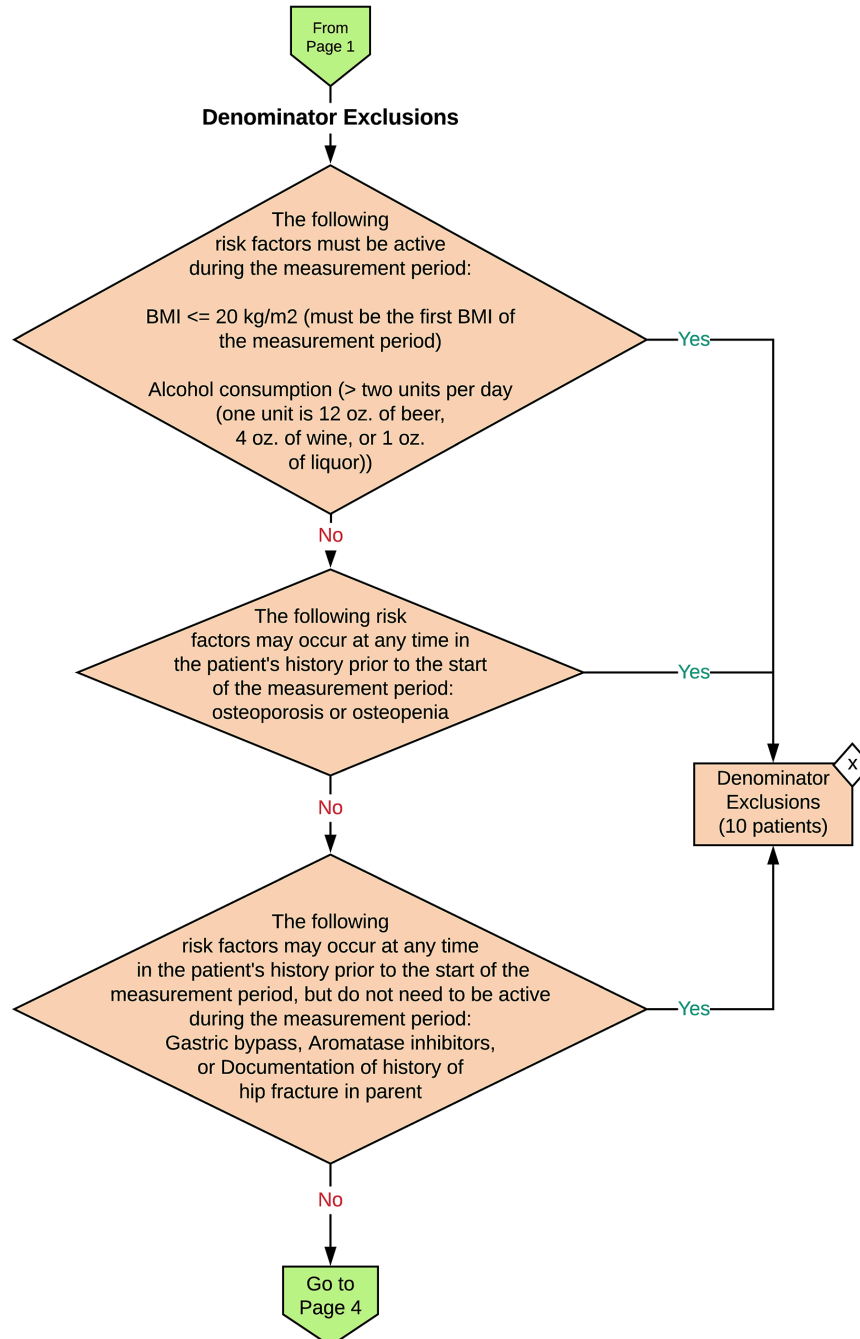 From
Page 1
Denominator Exclusions
The following
risk factors must be active
during the measurement period:
BMI <= 20 kg/m2 (must be the first BMI of
the measurement period)
Alcohol consumption (> two units per day
(one unit is 12 oz. of beer,
4 oz. of wine, or 1 oz.
of liquor))
Yes
No
The following risk
factors may occur at any time in
the patient's history prior to the start
of the measurement period:
osteoporosis or osteopenia
Yes
x
Denominator
Exclusions
(10 patients)
No
The following
risk factors may occur at any time
in the patient's history prior to the start of the
measurement period, but do not need to be active
during the measurement period:
Gastric bypass, Aromatase inhibitors,
or Documentation of history of
hip fracture in parent
Yes
No
Go to
Page 4